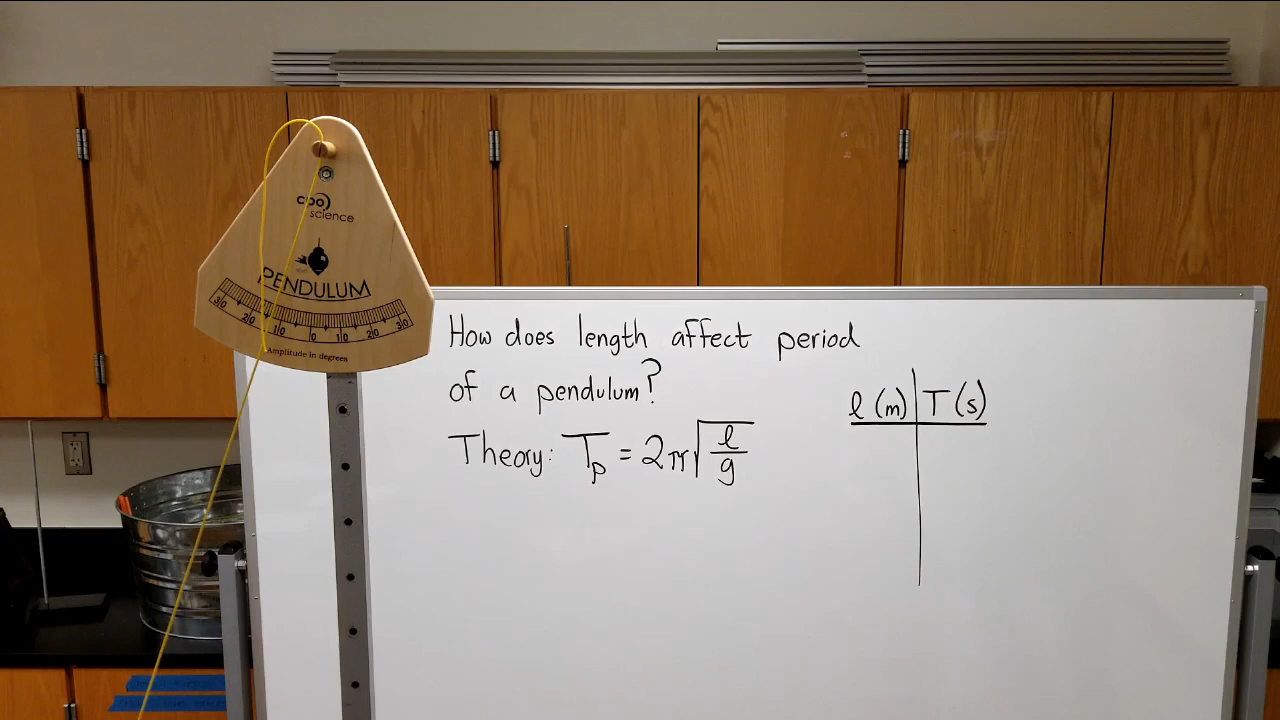 cpo science
PENDULUM
30 20 10 0 10 20 30
Amplitude in degrees
How does length affect period
of a pendulum?
Theory: Tₚ = 2π√(l/g)
l (m) | T (s)